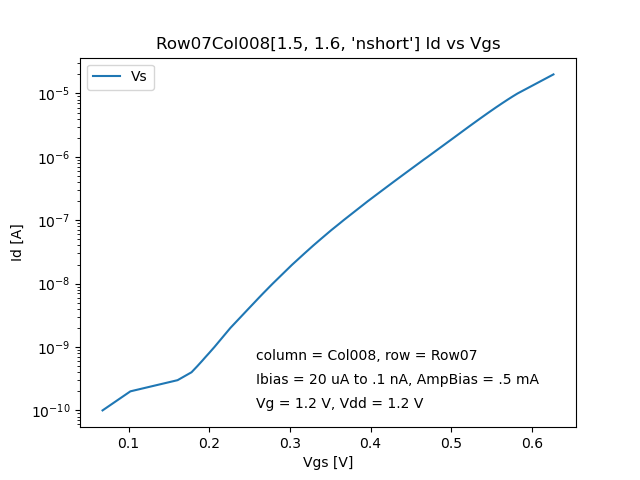 Row07Col008[1.5, 1.6, 'nshort'] Id vs Vgs
Vs
10⁻⁵
10⁻⁶
10⁻⁷
10⁻⁸
10⁻⁹
10⁻¹⁰
Id [A]
column = Col008, row = Row07
Ibias = 20 uA to .1 nA, AmpBias = .5 mA
Vg = 1.2 V, Vdd = 1.2 V
0.1 0.2 0.3 0.4 0.5 0.6
Vgs [V]